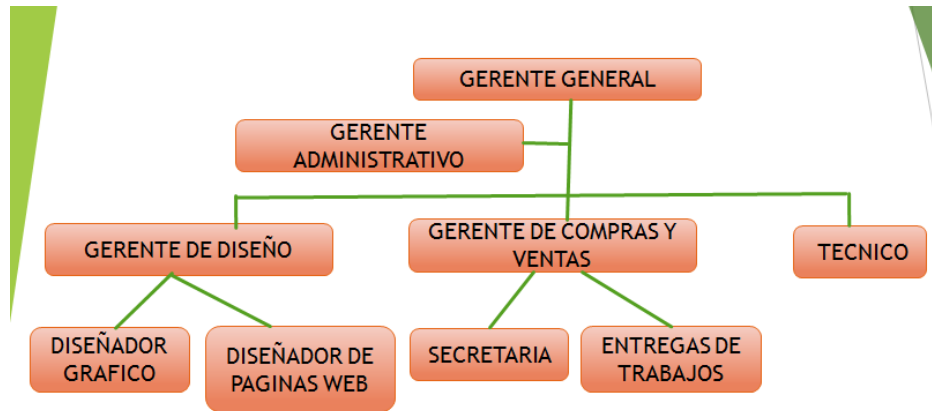 GERENTE GENERAL
GERENTE
ADMINISTRATIVO
GERENTE DE DISEÑO
GERENTE DE COMPRAS Y
VENTAS
TECNICO
DISEÑADOR
GRAFICO
DISEÑADOR DE
PAGINAS WEB
SECRETARIA
ENTREGAS DE
TRABAJOS